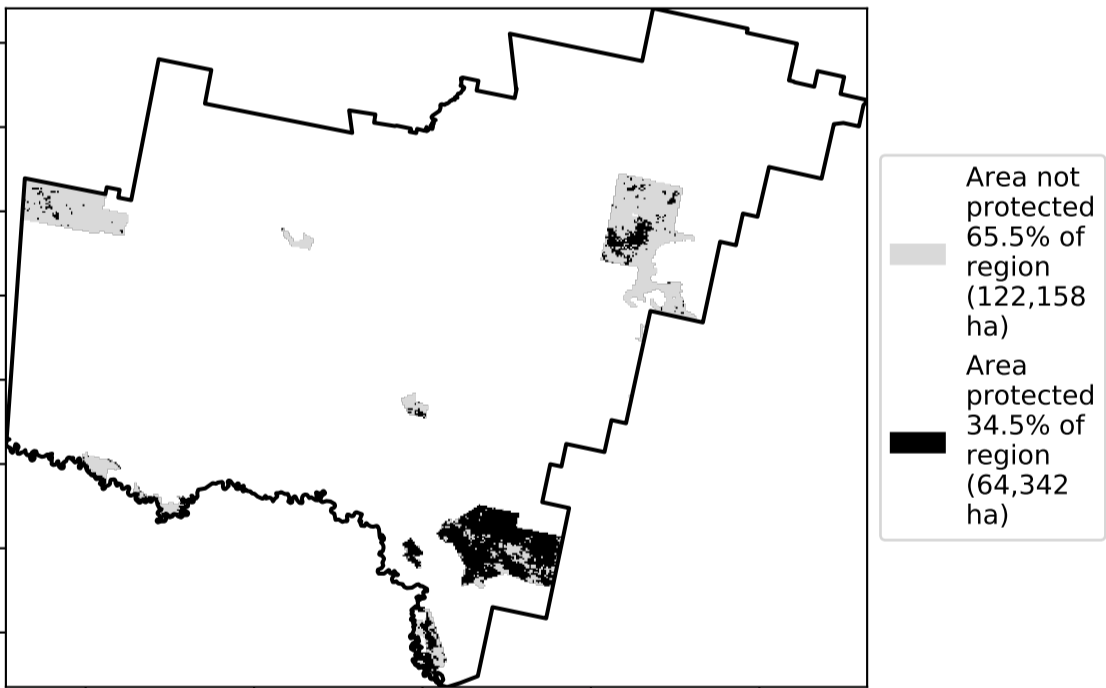 Area not
protected
65.5% of
region
(122,158
ha)
Area
protected
34.5% of
region
(64,342
ha)